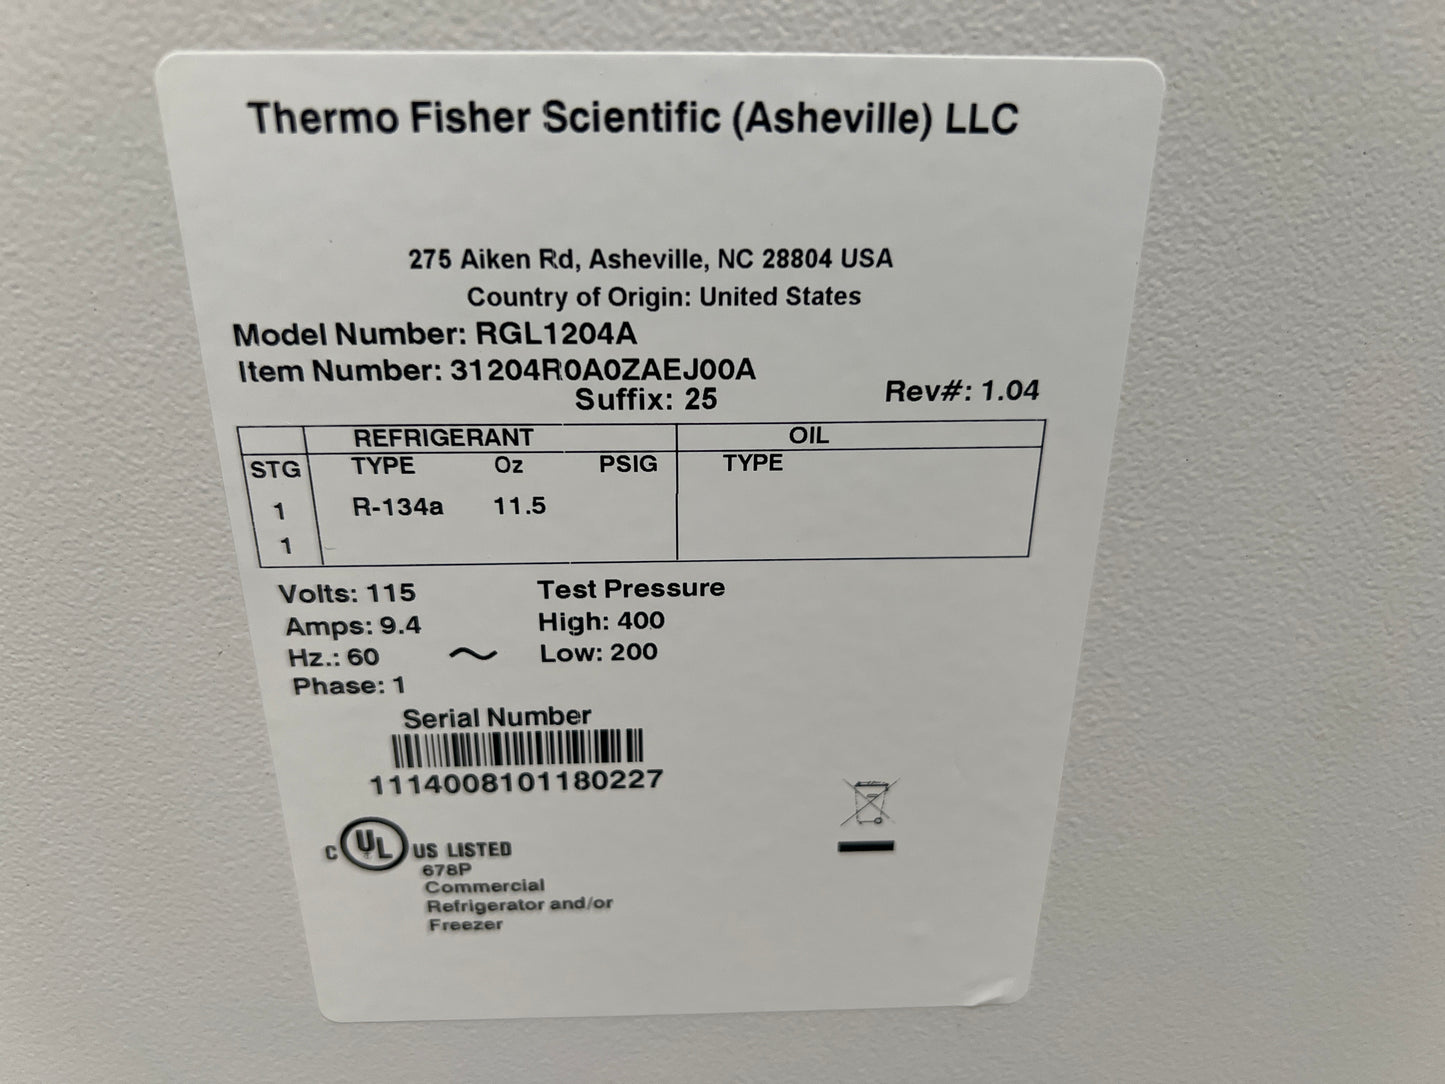 Thermo Fisher Scientific (Asheville) LLC
275 Aiken Rd, Asheville, NC 28804 USA
Country of Origin: United States
Model Number: RGL1204A
Item Number: 31204R0A0ZAEJ00A
Suffix: 25 Rev#: 1.04
REFRIGERANT OIL
STG TYPE Oz PSIG TYPE
1 R-134a 11.5
1
Volts: 115 Test Pressure
Amps: 9.4 High: 400
Hz.: 60 ~ Low: 200
Phase: 1
Serial Number
1114008101180227
C UL US LISTED
678P
Commercial
Refrigerator and/or
Freezer